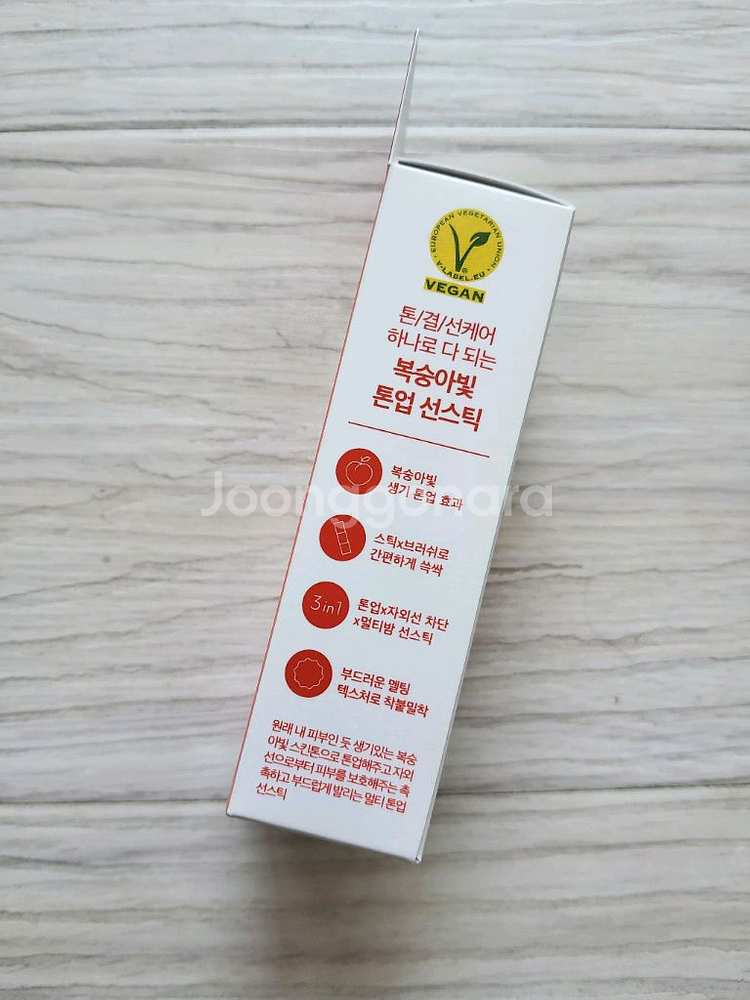 EUROPEAN VEGETARIAN UNION
V-LABEL.EU
VEGAN
톤/결/선케어
하나로 다 되는
복숭아빛
톤업 선스틱
복숭아빛
생기 톤업 효과
스틱x브러쉬로
간편하게 쓱싹
3in1
톤업x자외선 차단
x멀티밤 선스틱
부드러운 멜팅
텍스처로 착붙밀착
원래 내 피부인 듯 생기있는 복숭
아빛 스킨톤으로 톤업해주고 자외
선으로부터 피부를 보호해주는 촉
촉하고 부드럽게 발리는 멀티 톤업
선스틱
Joonggonara